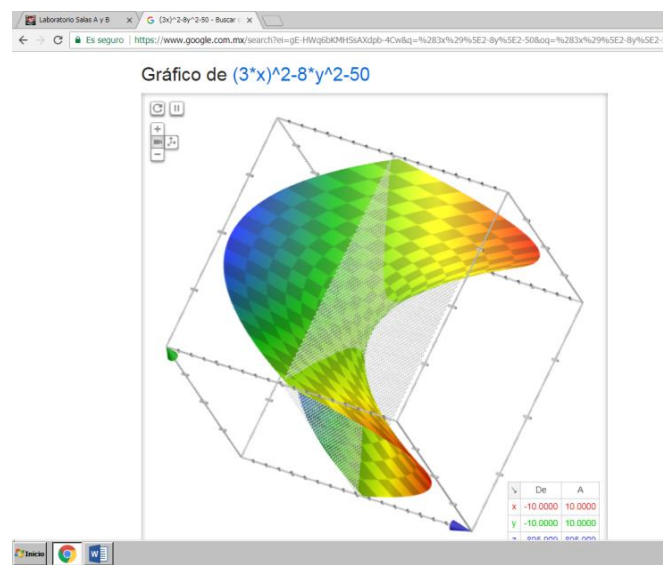 Laboratorio Salas A y B
(3x)^2-8y^2-50 - Buscar c
Es seguro
https://www.google.com.mx/search?ei=gE-HWq6bKMHSsAXdpb-4Cw&q=%283x%29%5E2-8y%5E2-50&oq=%283x%29%5E2-8y%5E2-5
Gráfico de (3*x)^2-8*y^2-50
De A
x -10.0000 10.0000
y -10.0000 10.0000
Inicio